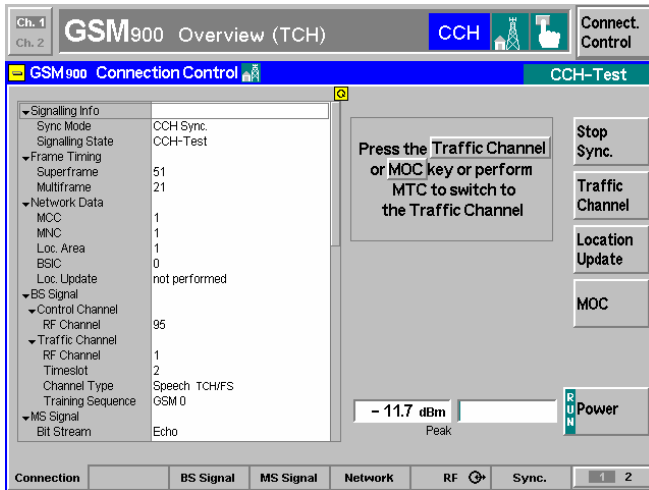 Ch. 1
Ch. 2
GSM900 Overview (TCH)
CCH
Connect.
Control
GSM900 Connection Control
CCH-Test
Signalling Info
Sync Mode CCH Sync.
Signalling State CCH-Test
Frame Timing
Superframe 51
Multiframe 21
Network Data
MCC 1
MNC 1
Loc. Area 1
BSIC 0
Loc. Update not performed
BS Signal
Control Channel
RF Channel 95
Traffic Channel
RF Channel 1
Timeslot 2
Channel Type Speech TCH/FS
Training Sequence GSM 0
MS Signal
Bit Stream Echo
Press the Traffic Channel
or MOC key or perform
MTC to switch to
the Traffic Channel
– 11.7 dBm
Peak
Stop
Sync.
Traffic
Channel
Location
Update
MOC
RUN
Power
Connection BS Signal MS Signal Network RF Sync. 1 2